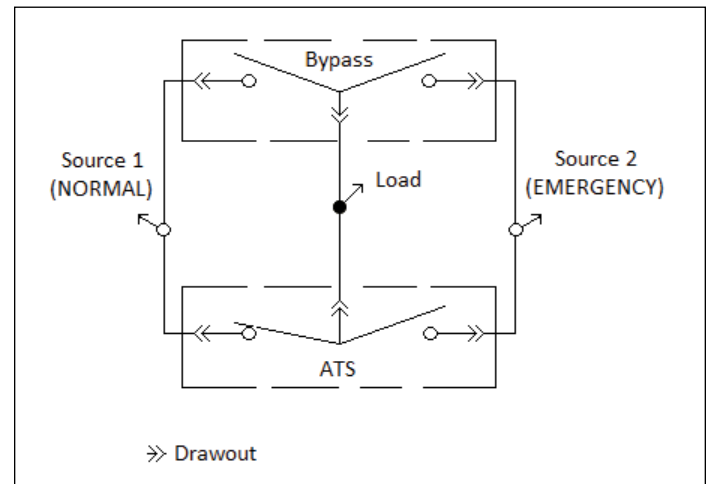 Bypass
Source 1
(NORMAL)
Load
Source 2
(EMERGENCY)
ATS
Drawout